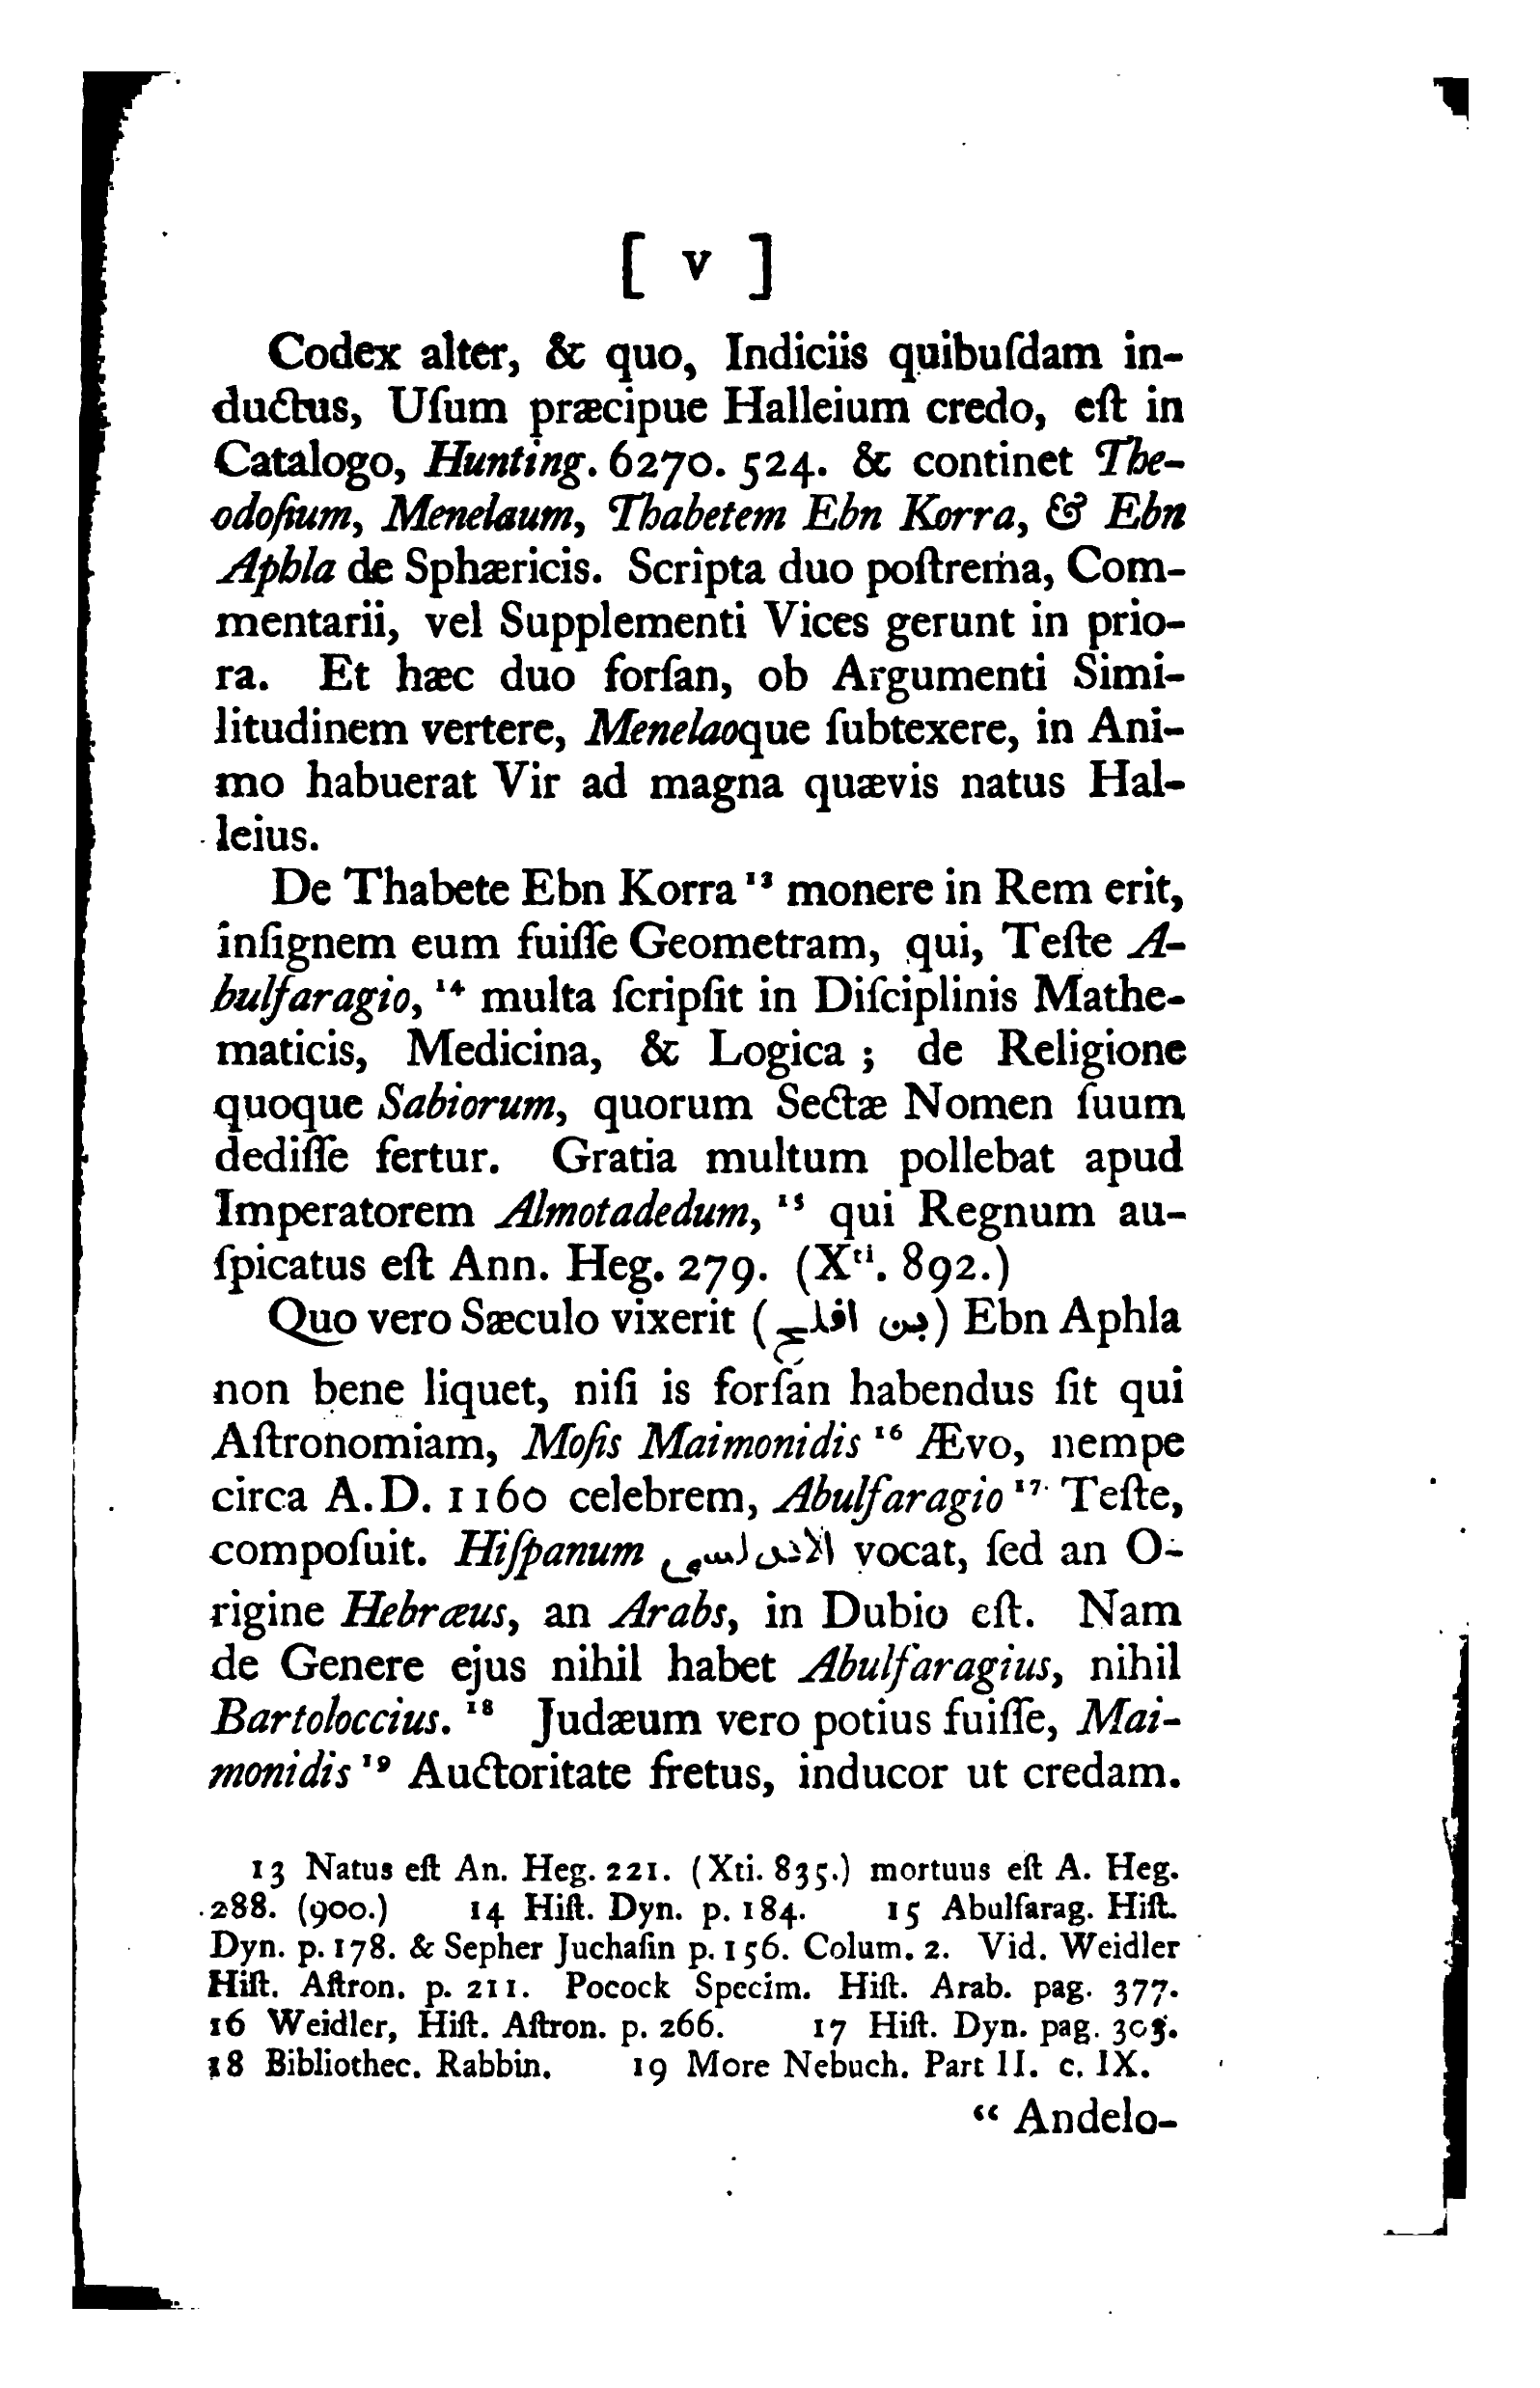 [ v ]
Codex alter, & quo, Indiciis quibuſdam in-
ductus, Uſum præcipue Halleium credo, eſt in
Catalogo, Hunting. 6270. 524. & continet The-
odoſium, Menelaum, Thabetem Ebn Korra, & Ebn
Aphla de Sphæricis. Scripta duo poſtrema, Com-
mentarii, vel Supplementi Vices gerunt in prio-
ra. Et hæc duo forſan, ob Argumenti Simi-
litudinem vertere, Menelaoque ſubtexere, in Ani-
mo habuerat Vir ad magna quævis natus Hal-
leius.
De Thabete Ebn Korra ¹³ monere in Rem erit,
inſignem eum fuiſſe Geometram, qui, Teſte A-
bulfaragio, ¹⁴ multa ſcripſit in Diſciplinis Mathe-
maticis, Medicina, & Logica ; de Religione
quoque Sabiorum, quorum Sectæ Nomen ſuum
dediſſe fertur. Gratia multum pollebat apud
Imperatorem Almotadedum, ¹⁵ qui Regnum au-
ſpicatus eſt Ann. Heg. 279. (Xᵗⁱ. 892.)
Quo vero Sæculo vixerit (بن افلح) Ebn Aphla
non bene liquet, niſi is forſan habendus ſit qui
Aſtronomiam, Moſis Maimonidis ¹⁶ Ævo, nempe
circa A.D. 1160 celebrem, Abulfaragio ¹⁷ Teſte,
compoſuit. Hiſpanum الاندلسي vocat, ſed an O-
rigine Hebræus, an Arabs, in Dubio eſt. Nam
de Genere ejus nihil habet Abulfaragius, nihil
Bartoloccius. ¹⁸ Judæum vero potius fuiſſe, Mai-
monidis ¹⁹ Auctoritate fretus, inducor ut credam.
13 Natus eſt An. Heg. 221. (Xti. 835.) mortuus eſt A. Heg.
288. (900.) 14 Hiſt. Dyn. p. 184. 15 Abulfarag. Hiſt.
Dyn. p. 178. & Sepher Juchaſin p. 156. Colum. 2. Vid. Weidler
Hiſt. Aſtron. p. 211. Pocock Specim. Hiſt. Arab. pag. 377.
16 Weidler, Hiſt. Aſtron. p. 266. 17 Hiſt. Dyn. pag. 303.
18 Bibliothec. Rabbin. 19 More Nebuch. Part II. c. IX.
“ Andelo-